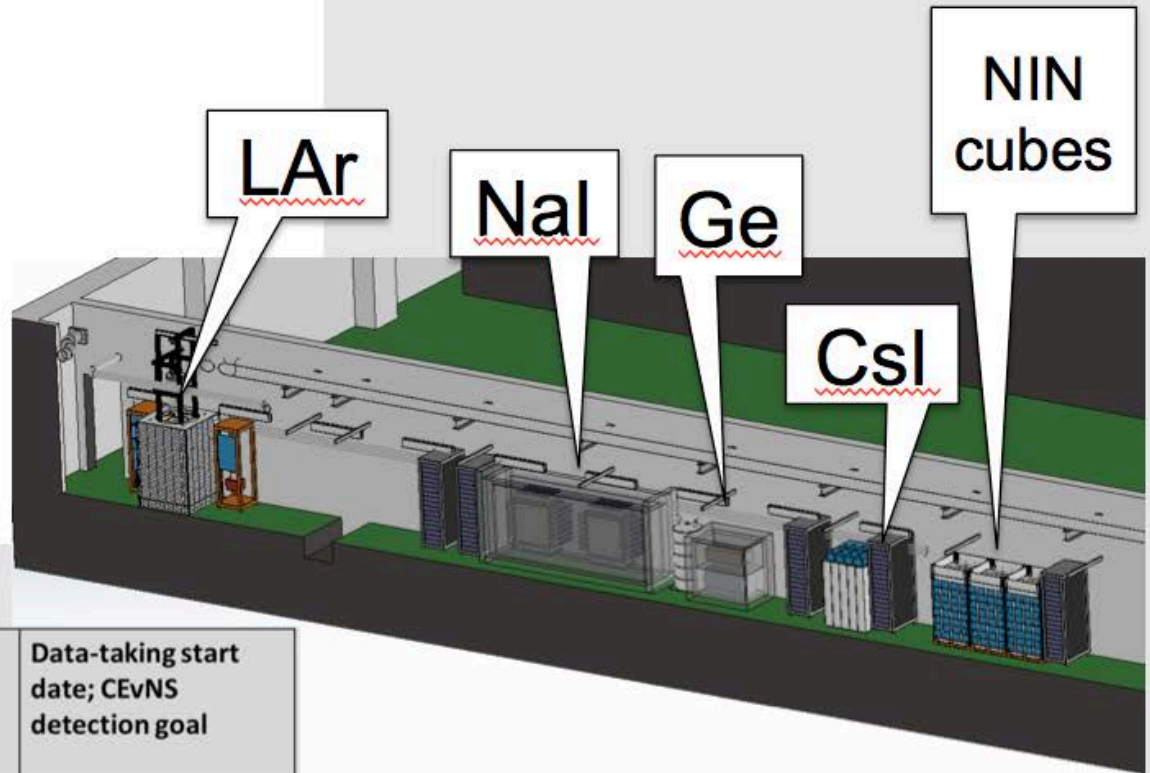 LAr
NaI
Ge
CsI
NIN
cubes
Data-taking start
date; CEvNS
detection goal